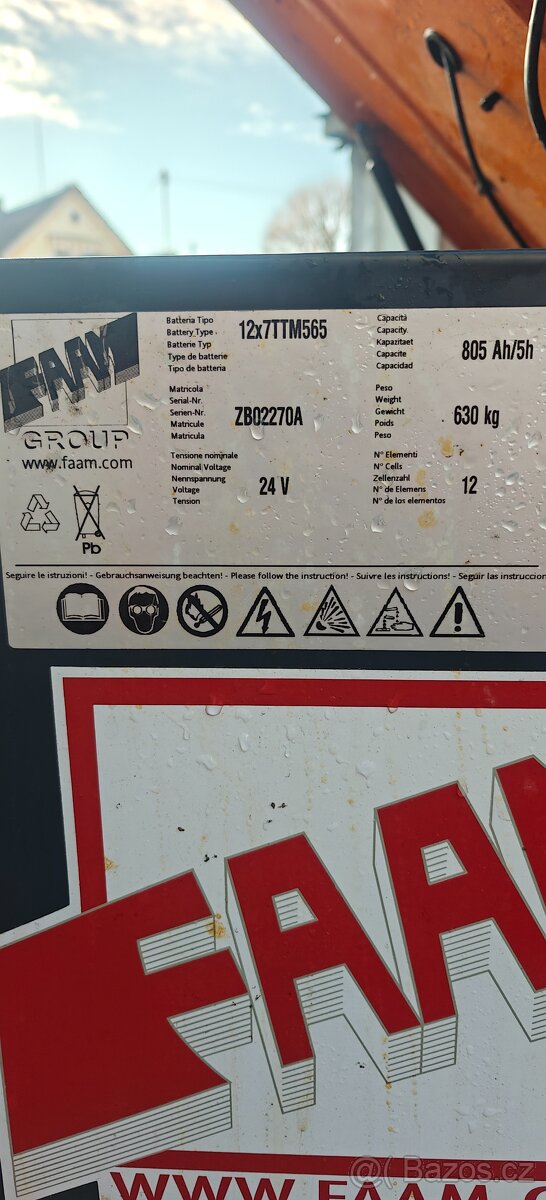 FAAM
GROUP
www.faam.com
Pb
Batteria Tipo
Battery Type
Batterie Typ
Type de batterie
Tipo de batteria
12x7TTM565
Capacità
Capacity.
Kapazitaet
Capacite
Capacidad
805 Ah/5h
Matricola
Serial-Nr.
Serien-Nr.
Matricule
Matricula
ZB02270A
Peso
Weight
Gewicht
Poids
Peso
630 kg
Tensione nominale
Nominal Voltage
Nennspannung
Voltage
Tension
24 V
N° Elementi
N° Cells
Zellenzahl
N° de Elemens
N° de los elementos
12
Seguire le istruzioni! - Gebrauchsanweisung beachten! - Please follow the instruction! - Suivre les instructions! - Seguir las instruccion
FAA
WWW.FAAM.
@ Bazos.cz